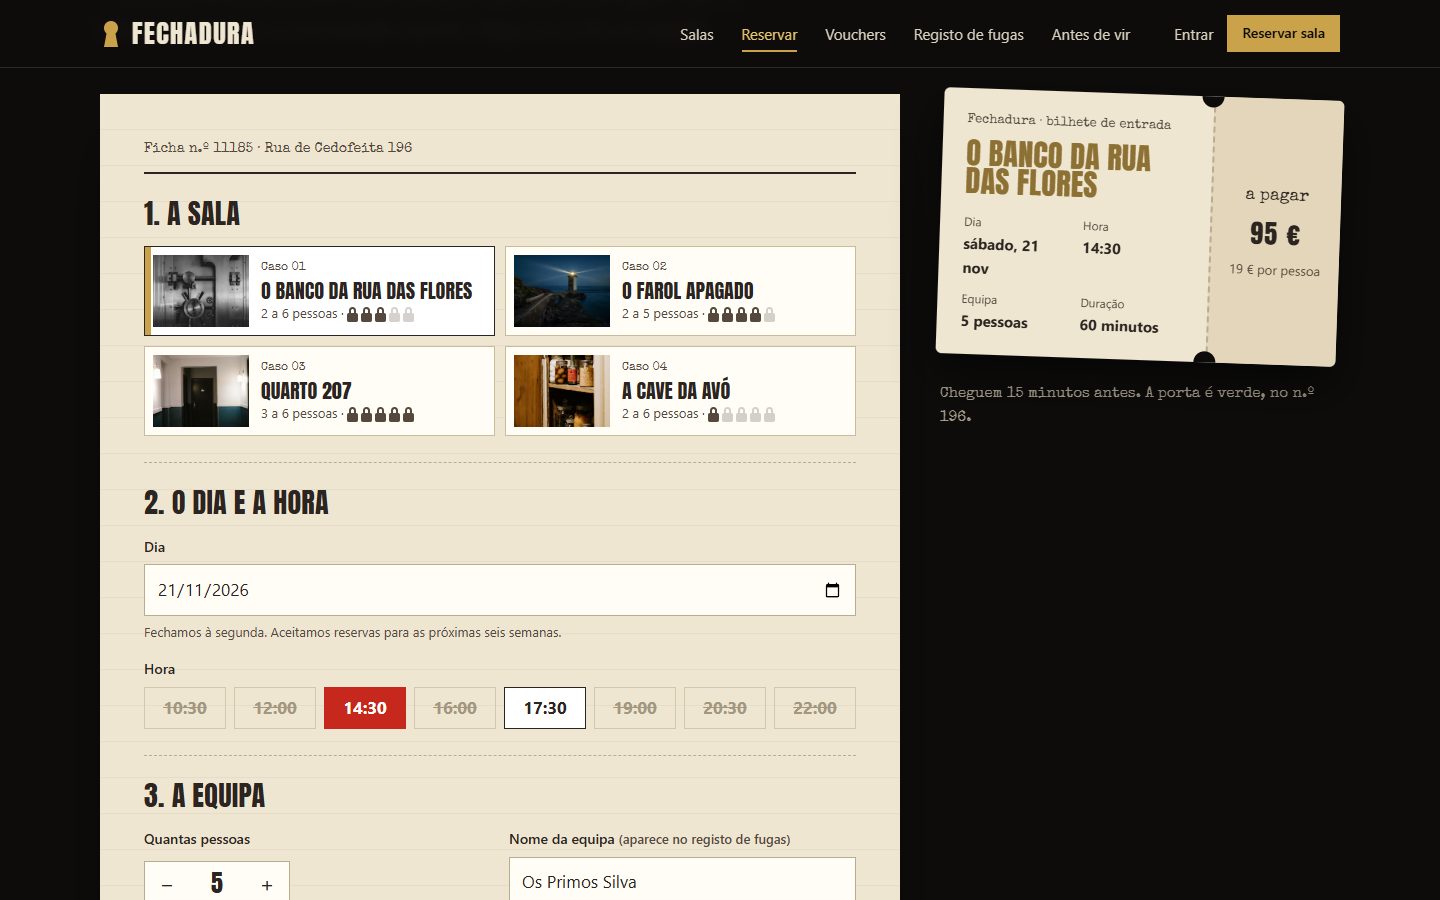 FECHADURA
Salas
Reservar
Vouchers
Registo de fugas
Antes de vir
Entrar
Reservar sala
Ficha n.º 11185 · Rua de Cedofeita 196
1. A SALA
Caso 01
O BANCO DA RUA DAS FLORES
2 a 6 pessoas ·
Caso 02
O FAROL APAGADO
2 a 5 pessoas ·
Caso 03
QUARTO 207
3 a 6 pessoas ·
Caso 04
A CAVE DA AVÓ
2 a 6 pessoas ·
2. O DIA E A HORA
Dia
21/11/2026
Fechamos à segunda. Aceitamos reservas para as próximas seis semanas.
Hora
10:30
12:00
14:30
16:00
17:30
19:00
20:30
22:00
3. A EQUIPA
Quantas pessoas
− 5 +
Nome da equipa (aparece no registo de fugas)
Os Primos Silva
Fechadura · bilhete de entrada
O BANCO DA RUA
DAS FLORES
Dia
sábado, 21
nov
Hora
14:30
Equipa
5 pessoas
Duração
60 minutos
a pagar
95 €
19 € por pessoa
Cheguem 15 minutos antes. A porta é verde, no n.º
196.